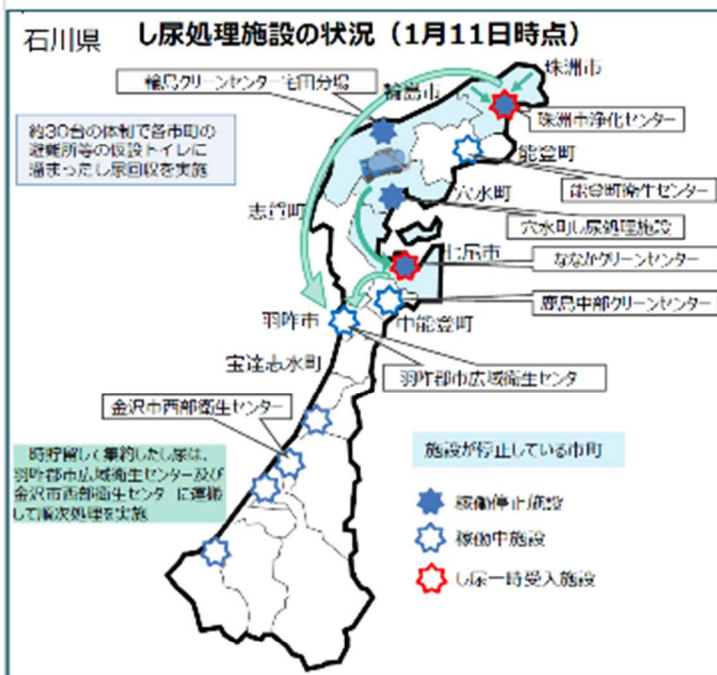 石川県
し尿処理施設の状況（1月11日時点）
輪島クリーンセンター宅田分場
輪島市
珠洲市
珠洲市浄化センター
約30台の体制で各市町の
避難所等の仮設トイレに
溜まったし尿回収を実施
能登町
能登町衛生センター
志賀町
穴水町
穴水町し尿処理施設
七尾市
ななかクリーンセンター
鹿島中部クリーンセンター
羽咋市
中能登町
宝達志水町
羽咋郡市広域衛生センタ
金沢市西部衛生センター
時貯留しく集約したし尿は、
羽咋郡市広域衛生センター及び
金沢市西部衛生センタ に運搬
して順次処理を実施
施設が停止している市町
稼働停止施設
稼働中施設
し尿一時受入施設